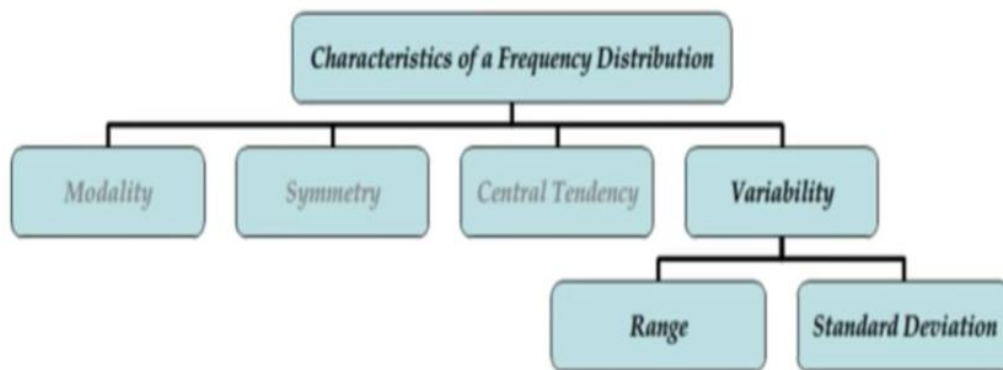 Characteristics of a Frequency Distribution
Modality
Symmetry
Central Tendency
Variability
Range
Standard Deviation